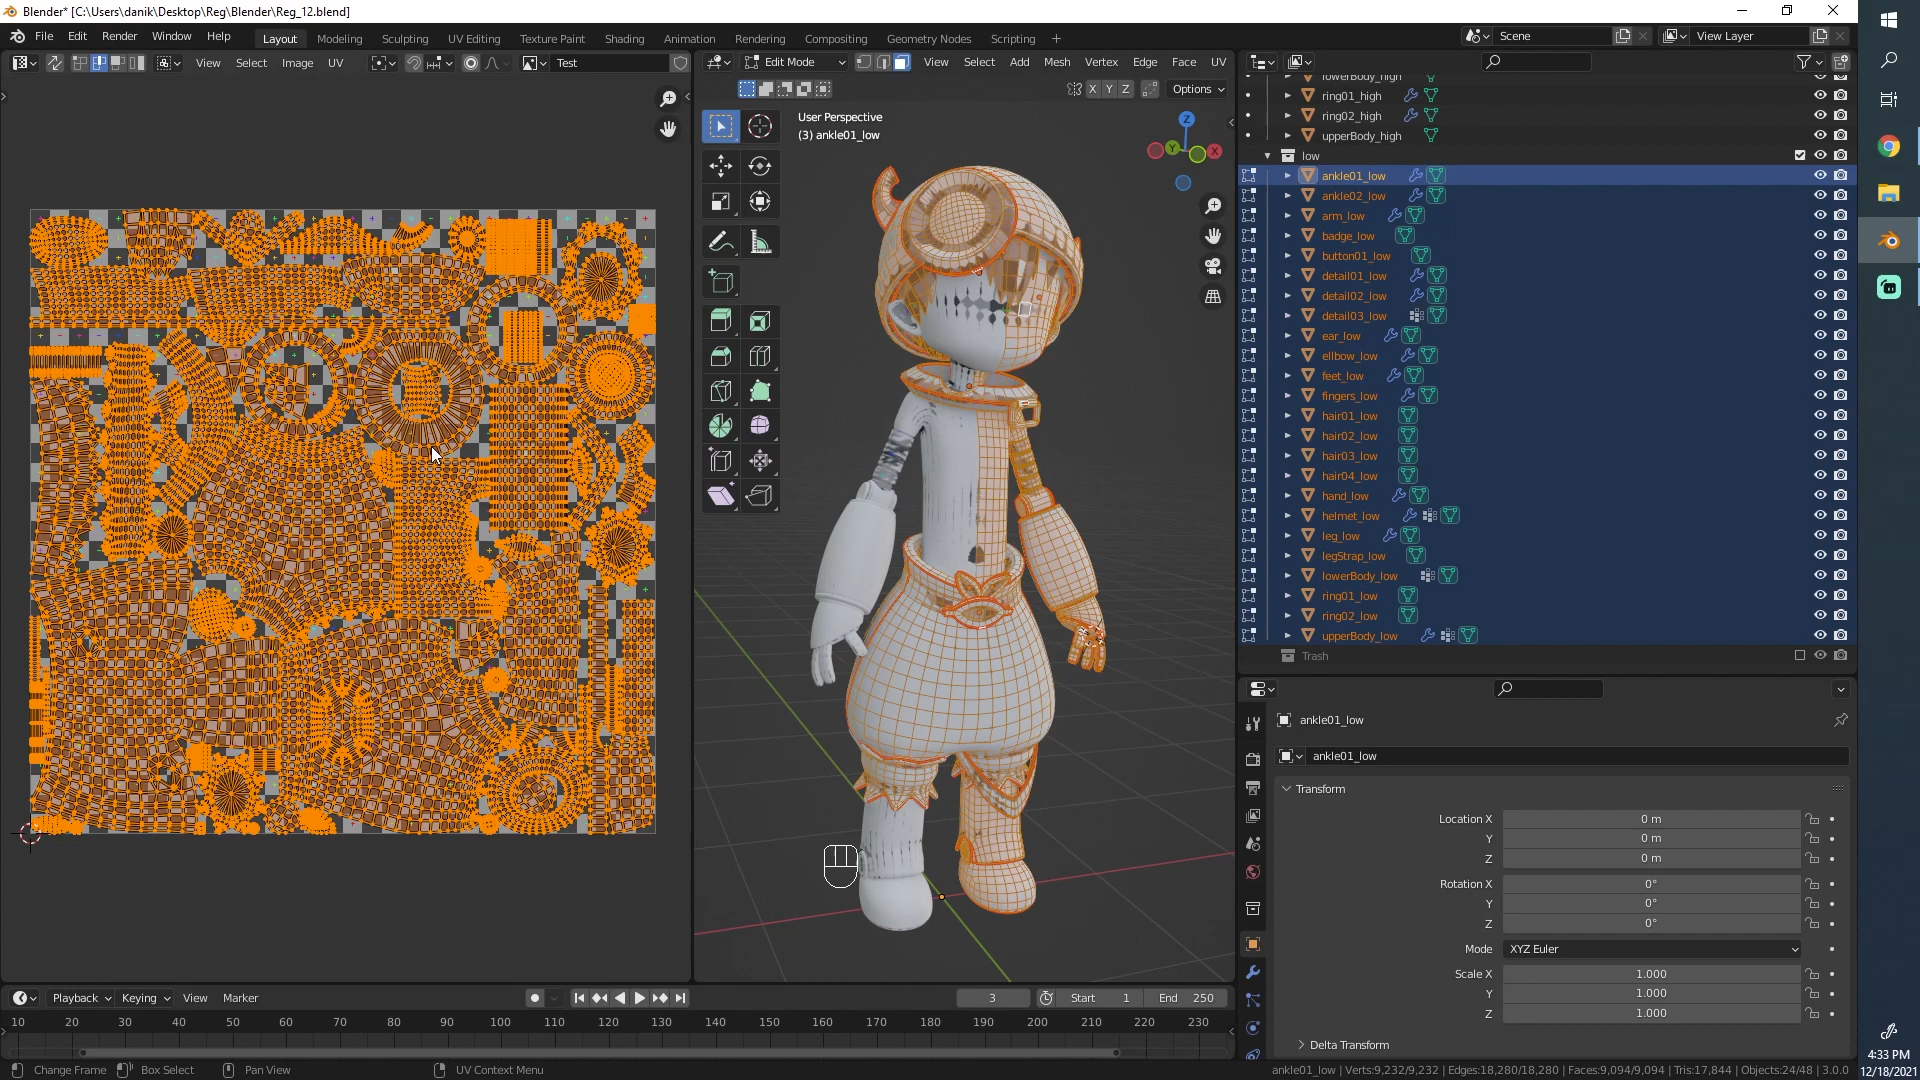 Blender* [C:\Users\danik\Desktop\Reg\Blender\Reg_12.blend]
File Edit Render Window Help Layout Modeling Sculpting UV Editing Texture Paint Shading Animation Rendering Compositing Geometry Nodes Scripting + Scene View Layer
View Select Image UV Test
Edit Mode View Select Add Mesh Vertex Edge Face UV
X Y Z Options
User Perspective
(3) ankle01_low
Z
Y X
lowerBody_high
ring01_high
ring02_high
upperBody_high
low
ankle01_low
ankle02_low
arm_low
badge_low
button01_low
detail01_low
detail02_low
detail03_low
ear_low
ellbow_low
feet_low
fingers_low
hair01_low
hair02_low
hair03_low
hair04_low
hand_low
helmet_low
leg_low
legStrap_low
lowerBody_low
ring01_low
ring02_low
upperBody_low
Trash
ankle01_low
ankle01_low
Transform
Location X 0 m
Y 0 m
Z 0 m
Rotation X 0°
Y 0°
Z 0°
Mode XYZ Euler
Scale X 1.000
Y 1.000
Z 1.000
Delta Transform
Playback Keying View Marker 3 Start 1 End 250
10 20 30 40 50 60 70 80 90 100 110 120 130 140 150 160 170 180 190 200 210 220 230
Change Frame Box Select Pan View UV Context Menu
ankle01_low | Verts:9,232/9,232 | Edges:18,280/18,280 | Faces:9,094/9,094 | Tris:17,844 | Objects:24/48 | 3.0.0
4:33 PM
12/18/2021